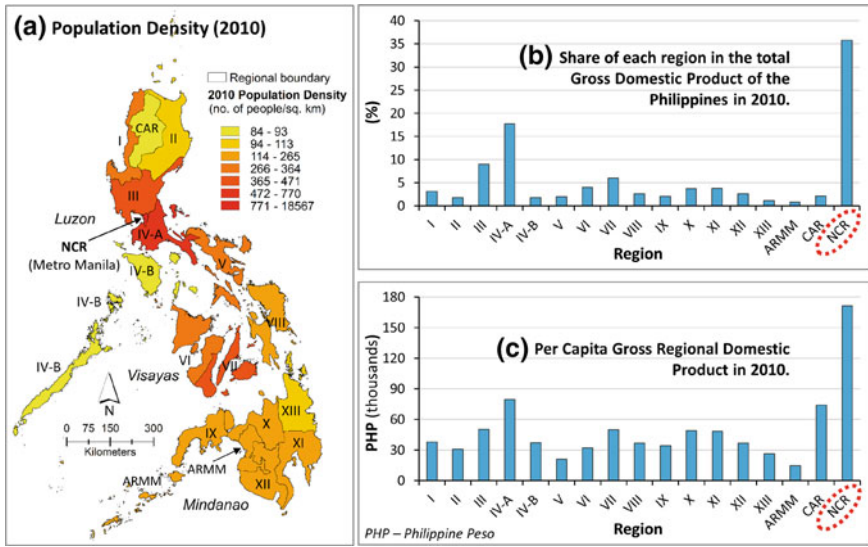 (a) Population Density (2010)
Regional boundary
2010 Population Density
(no. of people/sq. km)
84 - 93
94 - 113
114 - 265
266 - 364
365 - 471
472 - 770
771 - 18567
CAR
I
II
III
Luzon
NCR
(Metro Manila)
IV-A
IV-B
V
IV-B
VIII
IV-B
VI
VII
Visayas
N
0 75 150 300
Kilometers
XIII
X
IX
XI
ARMM
XII
ARMM
Mindanao
(b) Share of each region in the total
Gross Domestic Product of the
Philippines in 2010.
(%)
40
35
30
25
20
15
10
5
0
I II III IV-A IV-B V VI VII VIII IX X XI XII XIII ARMM CAR NCR
Region
(c) Per Capita Gross Regional Domestic
Product in 2010.
PHP (thousands)
180
150
120
90
60
30
0
I II III IV-A IV-B V VI VII VIII IX X XI XII XIII ARMM CAR NCR
Region
PHP – Philippine Peso